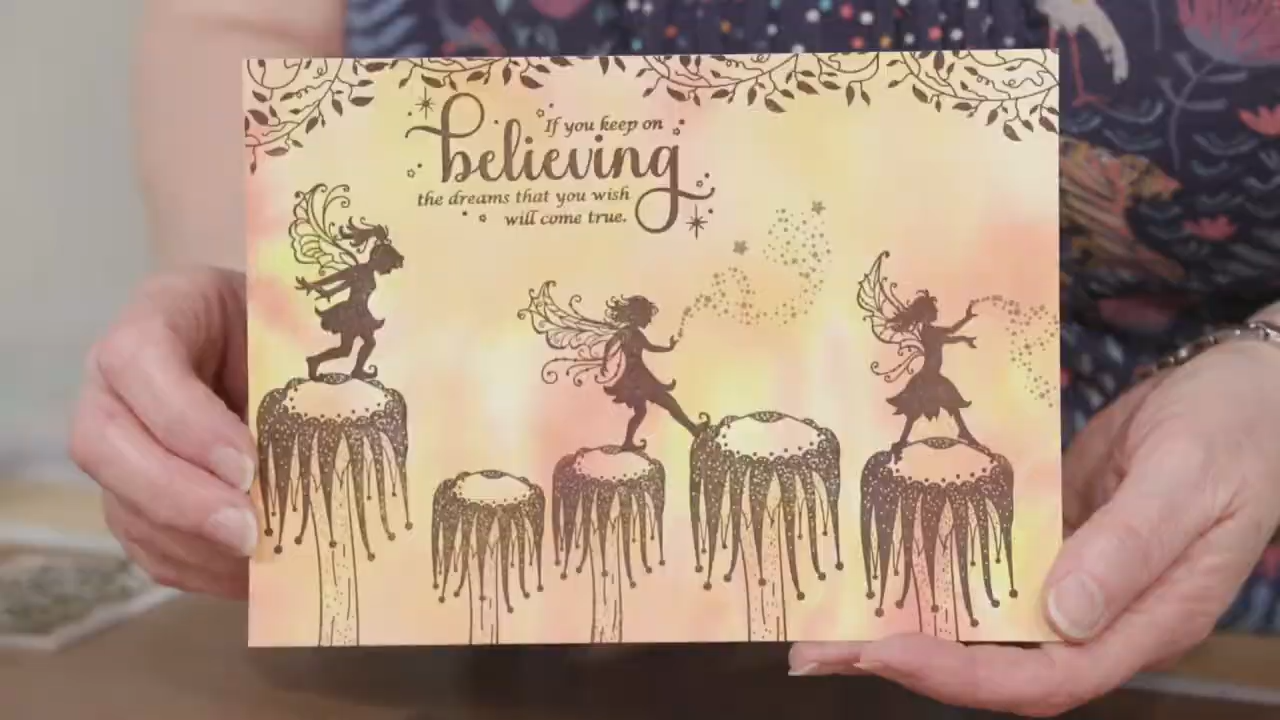 If you keep on
believing
the dreams that you wish
will come true.